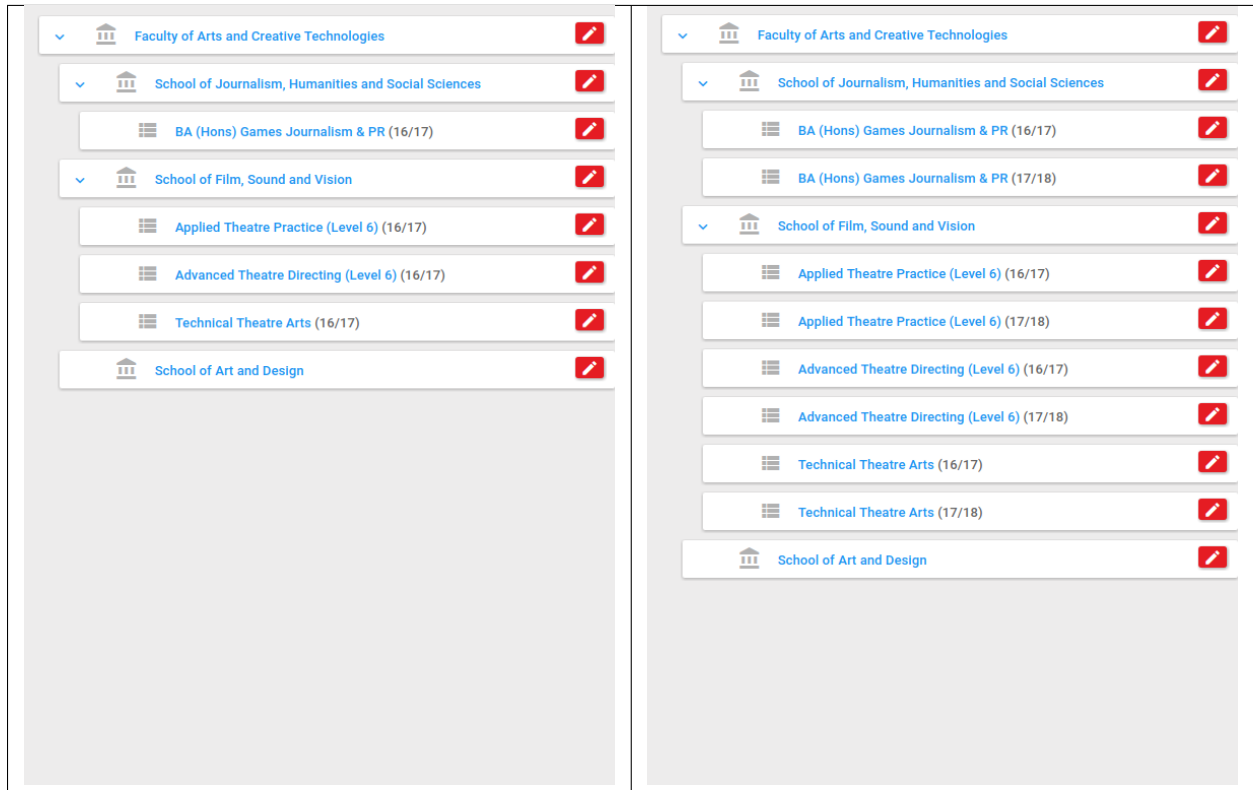 Faculty of Arts and Creative Technologies
School of Journalism, Humanities and Social Sciences
BA (Hons) Games Journalism & PR (16/17)
School of Film, Sound and Vision
Applied Theatre Practice (Level 6) (16/17)
Advanced Theatre Directing (Level 6) (16/17)
Technical Theatre Arts (16/17)
School of Art and Design
Faculty of Arts and Creative Technologies
School of Journalism, Humanities and Social Sciences
BA (Hons) Games Journalism & PR (16/17)
BA (Hons) Games Journalism & PR (17/18)
School of Film, Sound and Vision
Applied Theatre Practice (Level 6) (16/17)
Applied Theatre Practice (Level 6) (17/18)
Advanced Theatre Directing (Level 6) (16/17)
Advanced Theatre Directing (Level 6) (17/18)
Technical Theatre Arts (16/17)
Technical Theatre Arts (17/18)
School of Art and Design